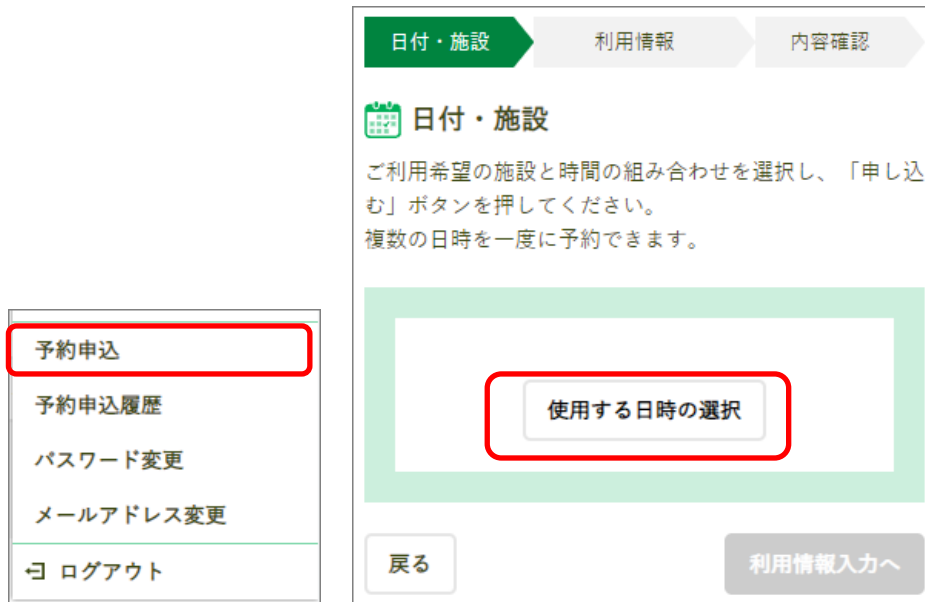 予約申込
予約申込履歴
パスワード変更
メールアドレス変更
ログアウト
日付・施設
利用情報
内容確認
日付・施設
ご利用希望の施設と時間の組み合わせを選択し、「申し込
む」ボタンを押してください。
複数の日時を一度に予約できます。
使用する日時の選択
戻る
利用情報入力へ